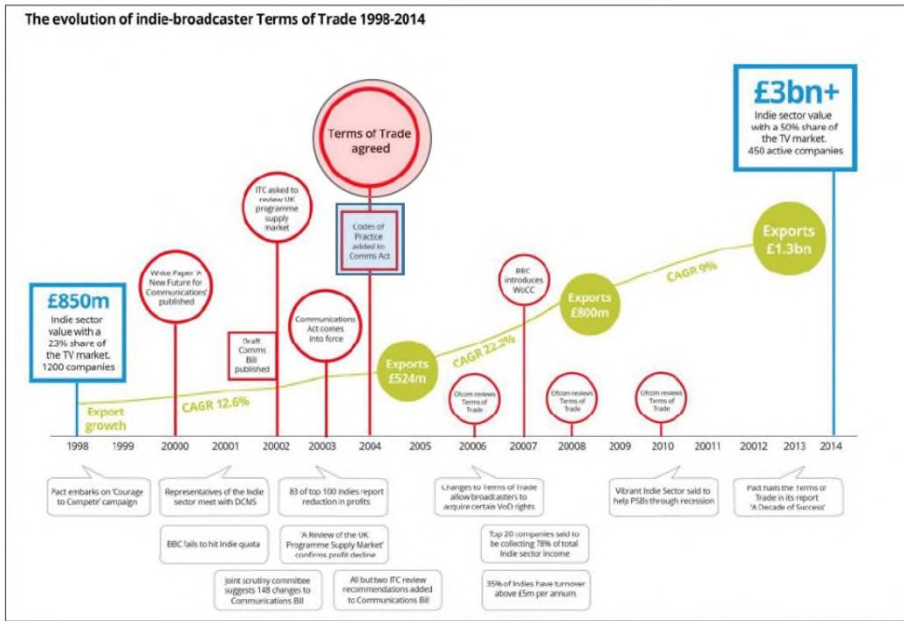 The evolution of indie-broadcaster Terms of Trade 1998-2014
£3bn+
Indie sector value
with a 50% share of
the TV market.
450 active companies
Terms of Trade
agreed
ITC asked to
review UK
programme
supply
market
Codes of
Practice
added to
Comms Act
White Paper 'A
New Future for
Communications'
published
£850m
Indie sector
value with a
23% share of
the TV market.
1200 companies
Draft
Comms
Bill
published
Communications
Act comes
into force
BBC
introduces
WoCC
Exports
£524m
Exports
£800m
Exports
£1.3bn
Export
growth
CAGR 12.6%
CAGR 22.2%
CAGR 9%
Ofcom reviews
Terms of
Trade
Ofcom reviews
Terms of
Trade
Ofcom reviews
Terms of
Trade
1998 1999 20000 20001 20002 20003 2004 2005 20006 20007 20008 2009 2010 20011 20012 2013 2014
Pact embarks on 'Courage
to Compete' campaign
Representatives of the Indie
sector meet with DCMS
83 of top 100 Indies report
reduction in profits
Changes to Terms of Trade
allow broadcasters to
acquire certain VoD rights
Vibrant Indie Sector said to
help PSBs through recession
Pact hails the Terms of
Trade in its report
'A Decade of Success'
BBC fails to hit Indie quota
'A Review of the UK
Programme Supply Market'
confirms profit decline
Top 20 companies said to
be collecting 78% of total
Indie sector income
Joint scrutiny committee
suggests 148 changes to
Communications Bill
All but two ITC review
recommendations added
to Communications Bill
35% of Indies have turnover
above £5m per annum